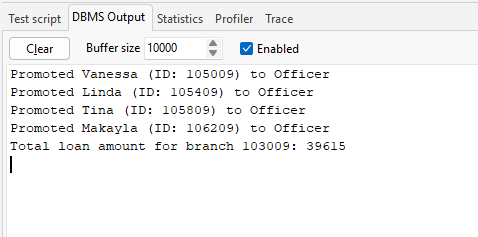 Test script DBMS Output Statistics Profiler Trace
Clear Buffer size 10000 Enabled
Promoted Vanessa (ID: 105009) to Officer
Promoted Linda (ID: 105409) to Officer
Promoted Tina (ID: 105809) to Officer
Promoted Makayla (ID: 106209) to Officer
Total loan amount for branch 103009: 39615